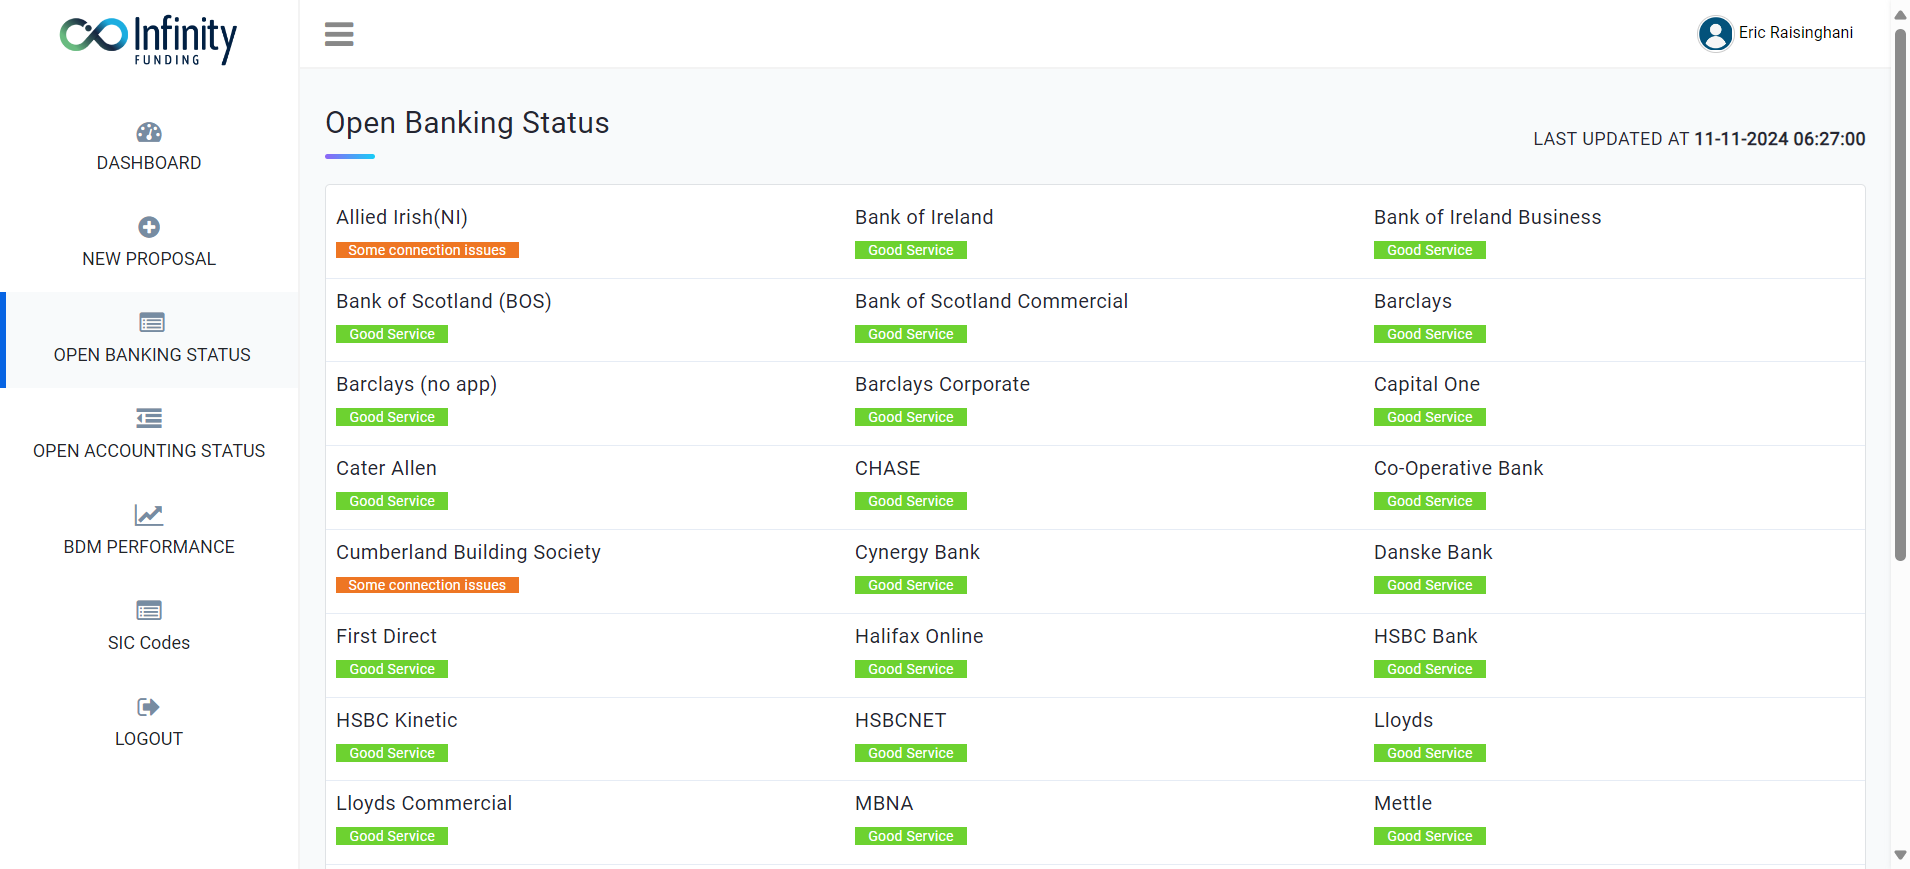 Infinity
FUNDING
Eric Raisinghani
DASHBOARD
NEW PROPOSAL
OPEN BANKING STATUS
OPEN ACCOUNTING STATUS
BDM PERFORMANCE
SIC Codes
LOGOUT
Open Banking Status
LAST UPDATED AT 11-11-2024 06:27:00
Allied Irish(NI)
Some connection issues
Bank of Ireland
Good Service
Bank of Ireland Business
Good Service
Bank of Scotland (BOS)
Good Service
Bank of Scotland Commercial
Good Service
Barclays
Good Service
Barclays (no app)
Good Service
Barclays Corporate
Good Service
Capital One
Good Service
Cater Allen
Good Service
CHASE
Good Service
Co-Operative Bank
Good Service
Cumberland Building Society
Some connection issues
Cynergy Bank
Good Service
Danske Bank
Good Service
First Direct
Good Service
Halifax Online
Good Service
HSBC Bank
Good Service
HSBC Kinetic
Good Service
HSBCNET
Good Service
Lloyds
Good Service
Lloyds Commercial
Good Service
MBNA
Good Service
Mettle
Good Service